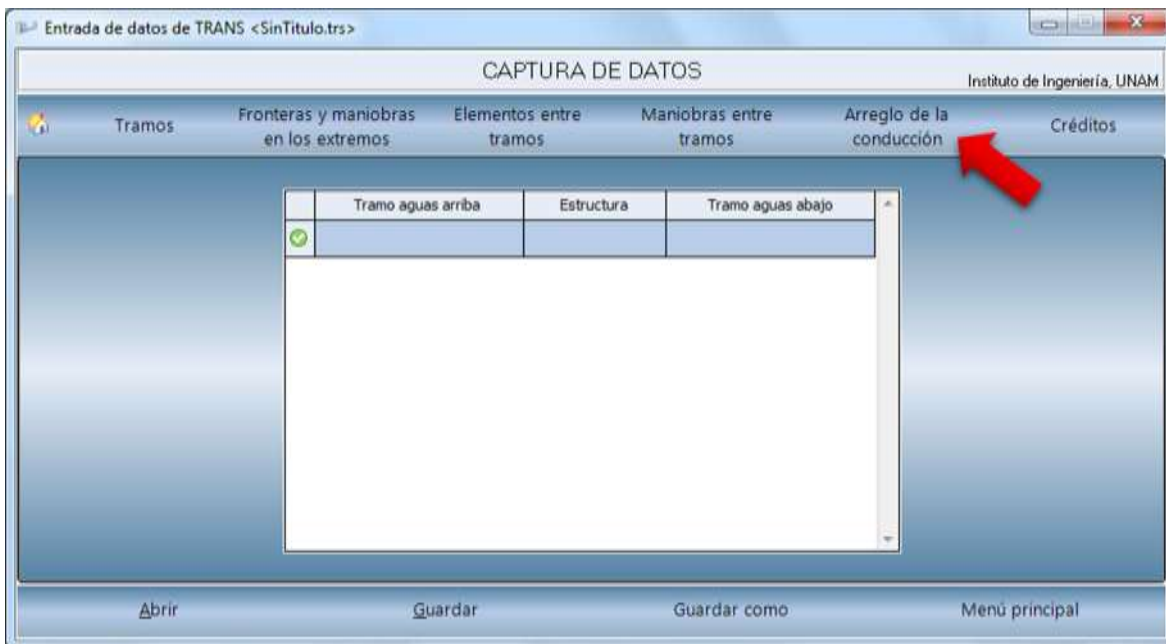 Entrada de datos de TRANS <SinTitulo.trs>
CAPTURA DE DATOS
Instituto de Ingeniería, UNAM
Tramos
Fronteras y maniobras
en los extremos
Elementos entre
tramos
Maniobras entre
tramos
Arreglo de la
conducción
Créditos
Tramo aguas arriba
Estructura
Tramo aguas abajo
Abrir
Guardar
Guardar como
Menú principal